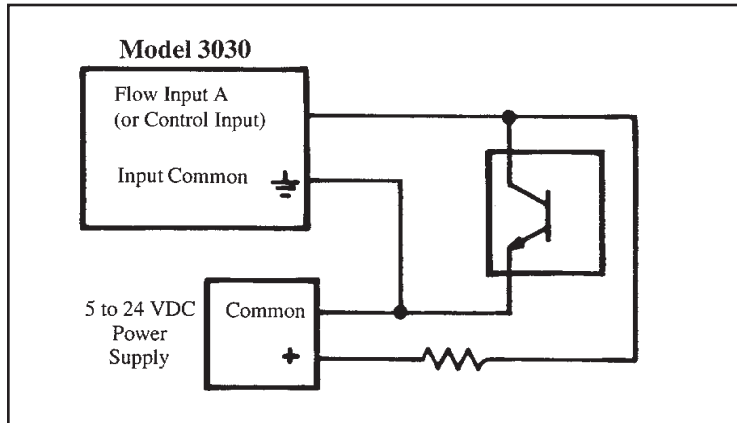 Model 3030
Flow Input A
(or Control Input)
Input Common
5 to 24 VDC
Power
Supply
Common
+